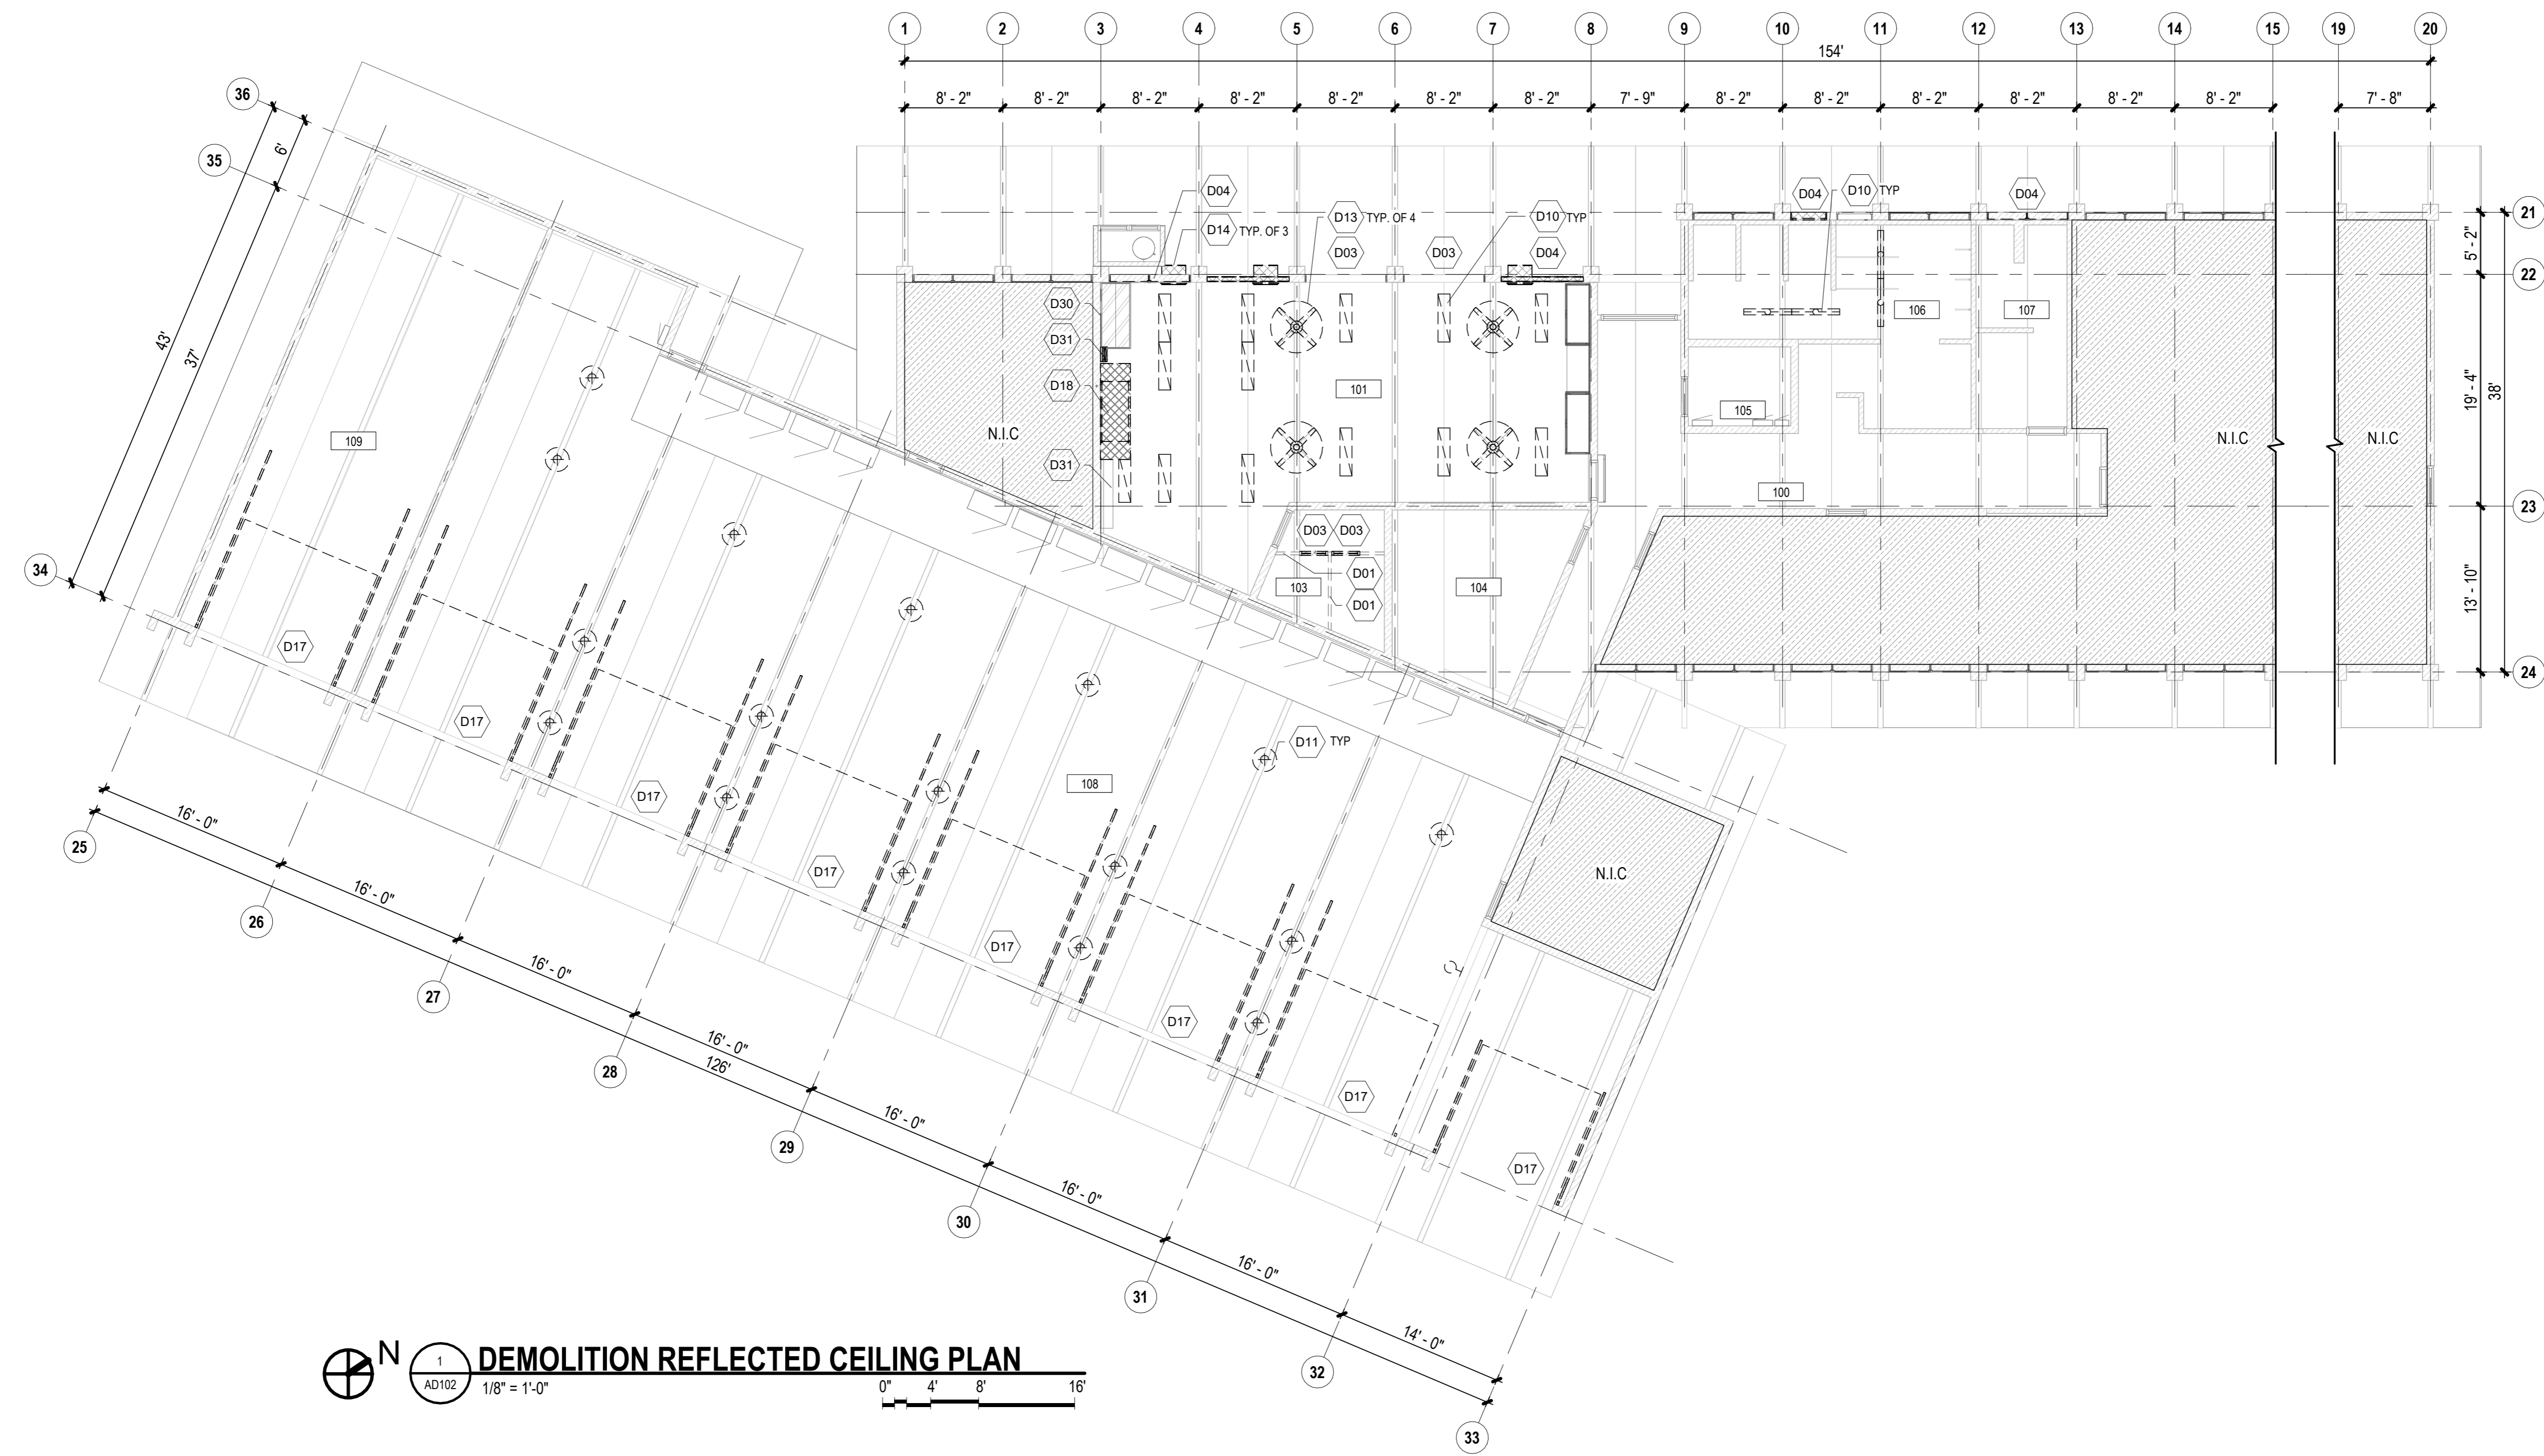 1 2 3 4 5 6 7 8 9 10 11 12 13 14 15 19 20
154'
8' - 2" 8' - 2" 8' - 2" 8' - 2" 8' - 2" 8' - 2" 8' - 2" 7' - 9" 8' - 2" 8' - 2" 8' - 2" 8' - 2" 8' - 2" 8' - 2" 7' - 8"
36
35
34
6'
43'
37'
D04
D14 TYP. OF 3
D13 TYP. OF 4
D03
D03
D10 TYP
D04
D04
D10 TYP
D04
21
22
23
24
5' - 2"
19' - 4"
38'
13' - 10"
D30
D31
D18
D31
N.I.C
101
106
107
105
100
N.I.C
N.I.C
D03 D03
D01
D01
103
104
109
108
D11 TYP
N.I.C
D17
D17
D17
D17
D17
D17
D17
D17
16' - 0"
16' - 0"
16' - 0"
16' - 0"
16' - 0"
16' - 0"
16' - 0"
14' - 0"
126'
25
26
27
28
29
30
31
32
33
N
1
AD102
DEMOLITION REFLECTED CEILING PLAN
1/8" = 1'-0"
0" 4' 8' 16'